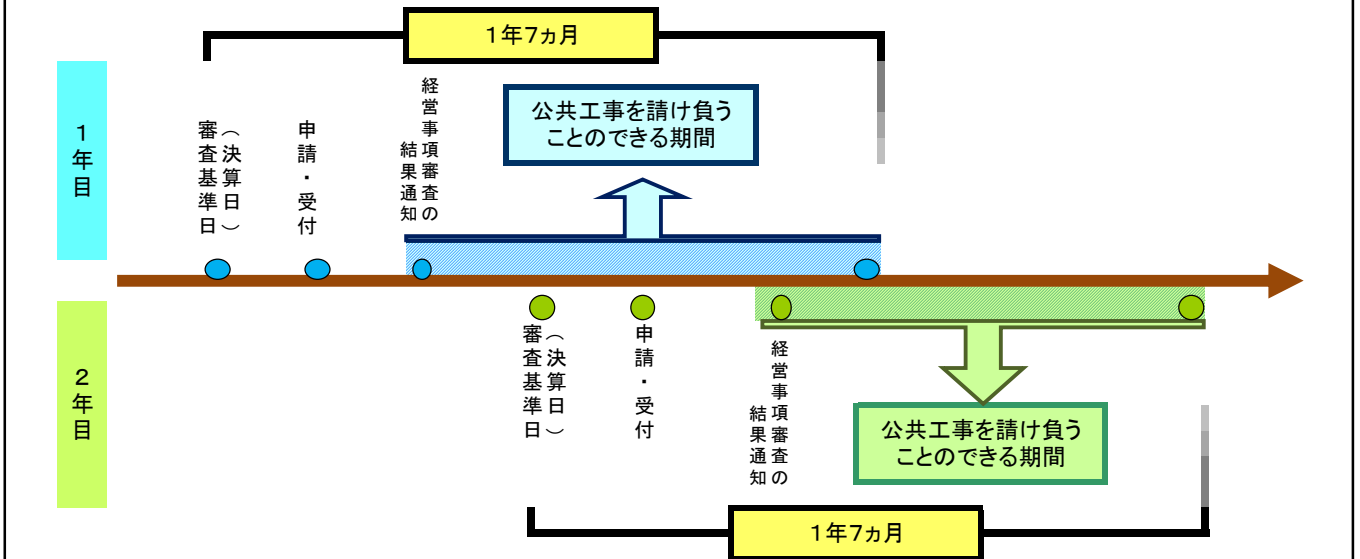 1年7ヵ月
1年目
審査基準日
（決算日）
申請・受付
経営事項審査の
結果通知
公共工事を請け負う
ことのできる期間
2年目
審査基準日
（決算日）
申請・受付
経営事項審査の
結果通知
公共工事を請け負う
ことのできる期間
1年7ヵ月